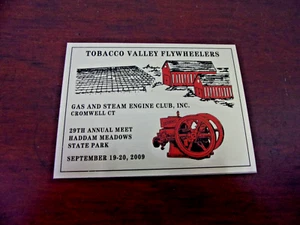 TOBACCO VALLEY FLYWHEELERS
GAS AND STEAM ENGINE CLUB, INC.
CROMWELL CT
29TH ANNUAL MEET
HADDAM MEADOWS
STATE PARK
SEPTEMBER 19-20, 2009